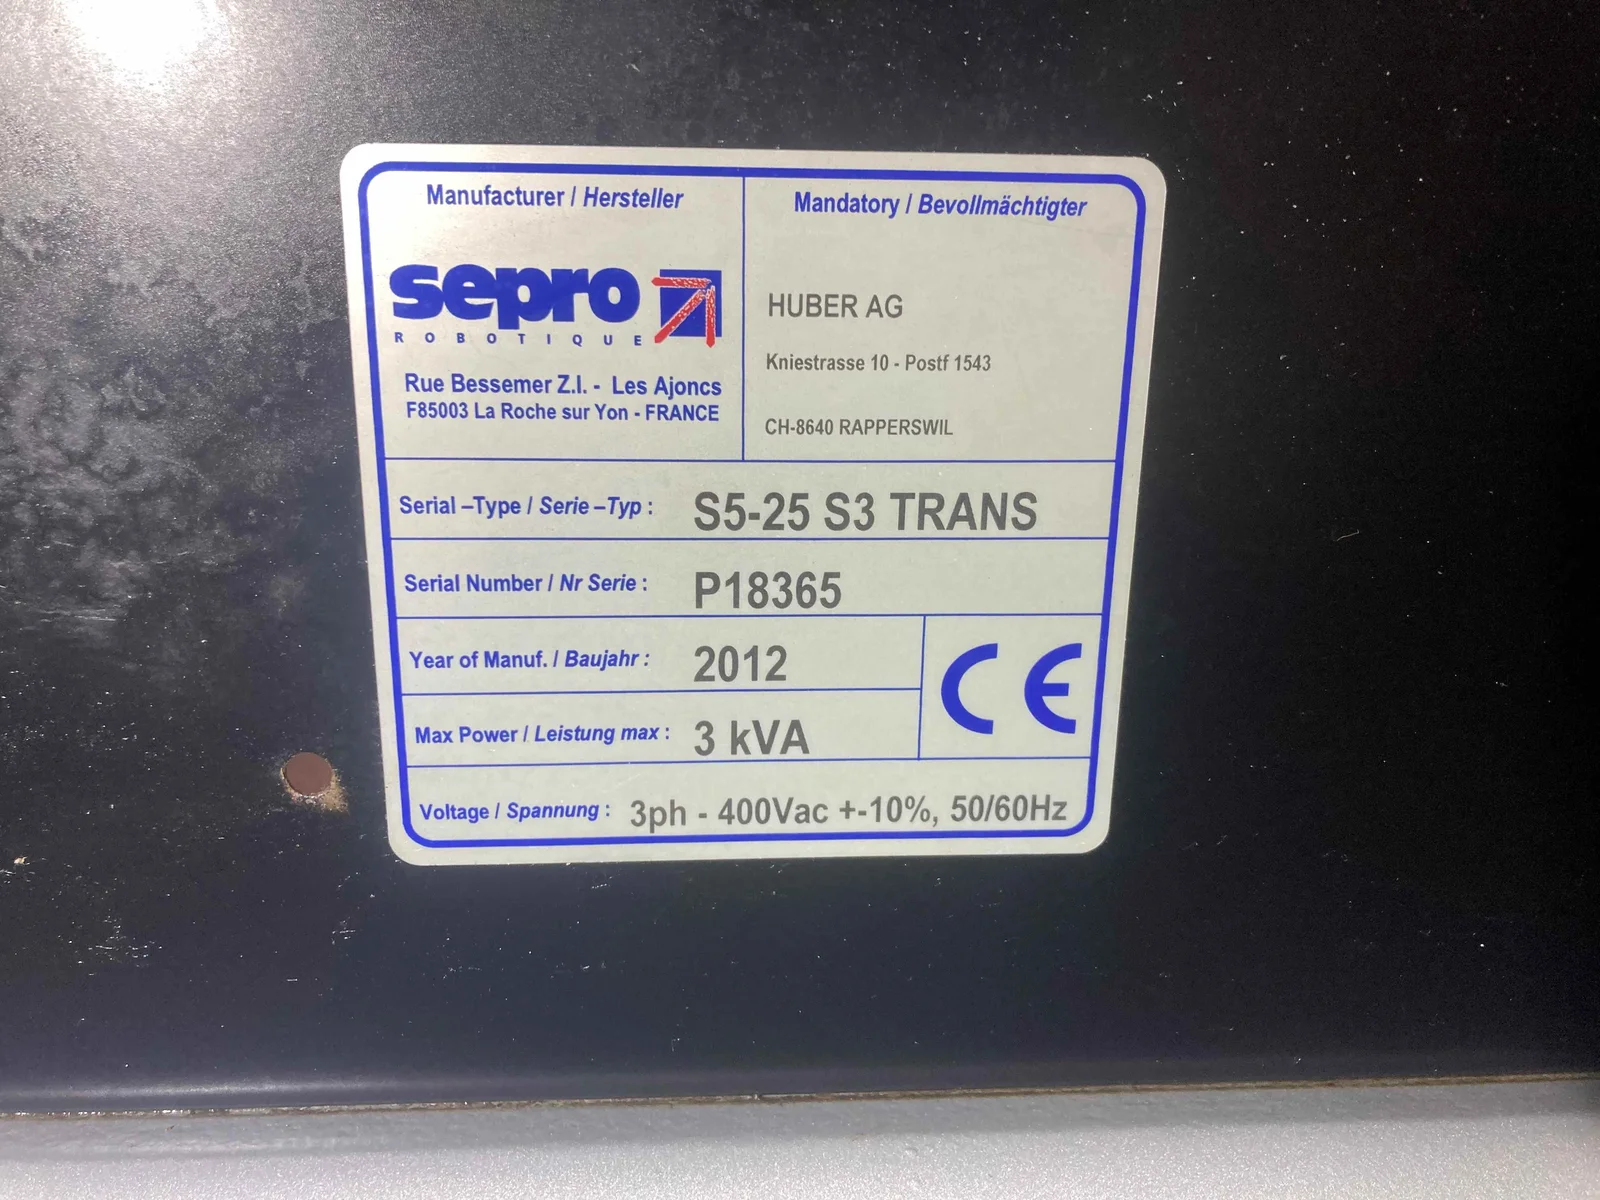 Manufacturer / Hersteller
sepro
ROBOTIQUE
Rue Bessemer Z.I. - Les Ajoncs
F85003 La Roche sur Yon - FRANCE
Mandatory / Bevollmächtigter
HUBER AG
Kniestrasse 10 - Postf 1543
CH-8640 RAPPERSWIL
Serial –Type / Serie –Typ : S5-25 S3 TRANS
Serial Number / Nr Serie : P18365
Year of Manuf. / Baujahr : 2012
CE
Max Power / Leistung max : 3 kVA
Voltage / Spannung : 3ph - 400Vac +-10%, 50/60Hz